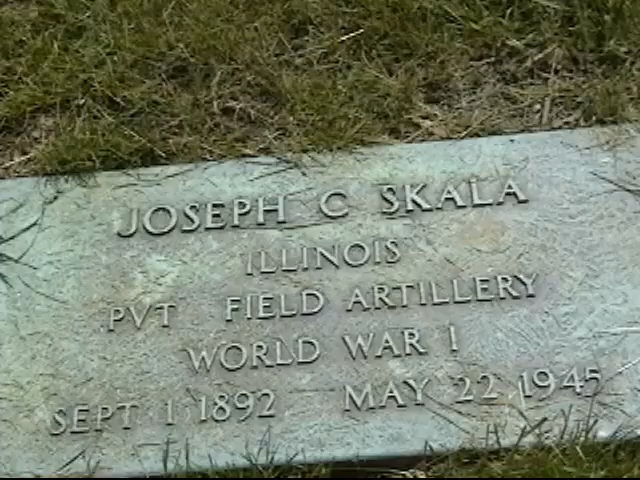 JOSEPH C SKALA
ILLINOIS
PVT FIELD ARTILLERY
WORLD WAR I
SEPT 1 1892 MAY 22 1945